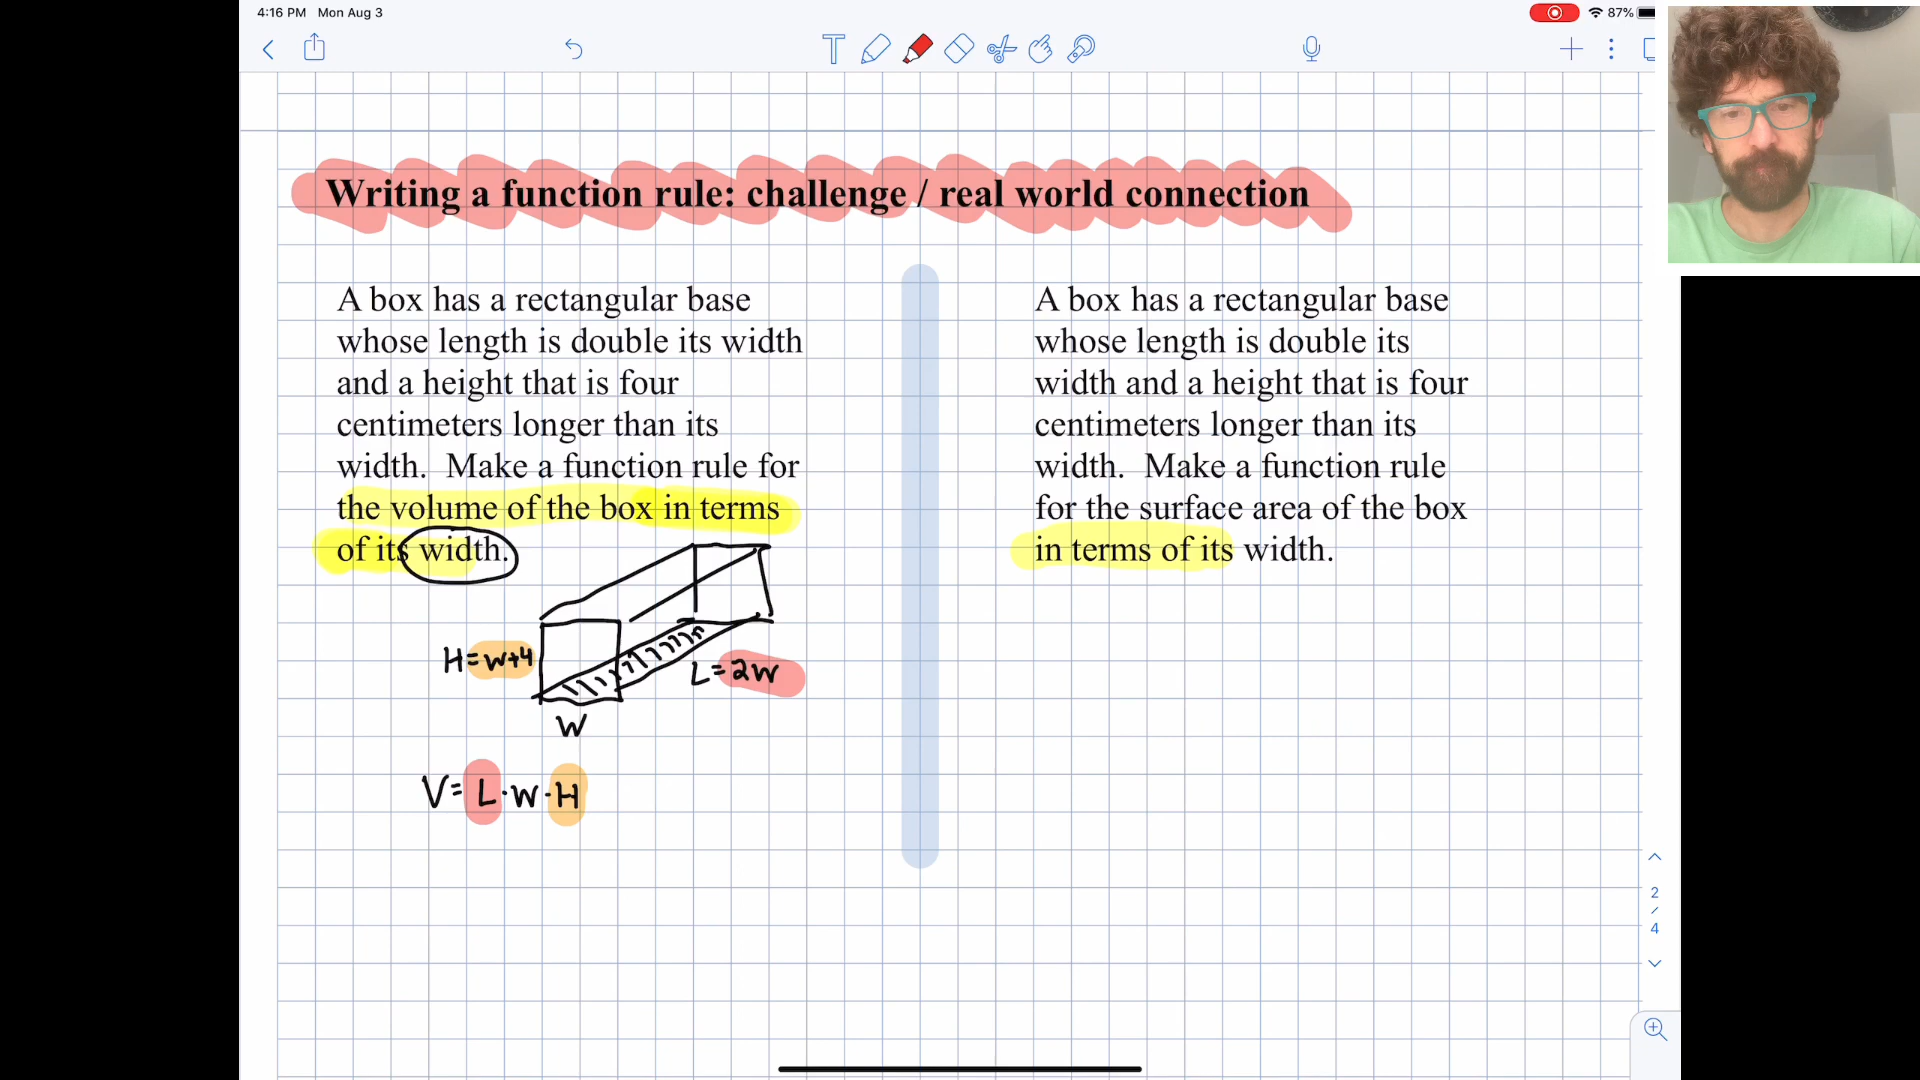 4:16 PM Mon Aug 3
87%
T
Writing a function rule: challenge / real world connection
A box has a rectangular base
whose length is double its width
and a height that is four
centimeters longer than its
width. Make a function rule for
the volume of the box in terms
of its width.
H=W+4
L=2W
W
V=L·W·H
A box has a rectangular base
whose length is double its
width and a height that is four
centimeters longer than its
width. Make a function rule
for the surface area of the box
in terms of its width.
2
/
4